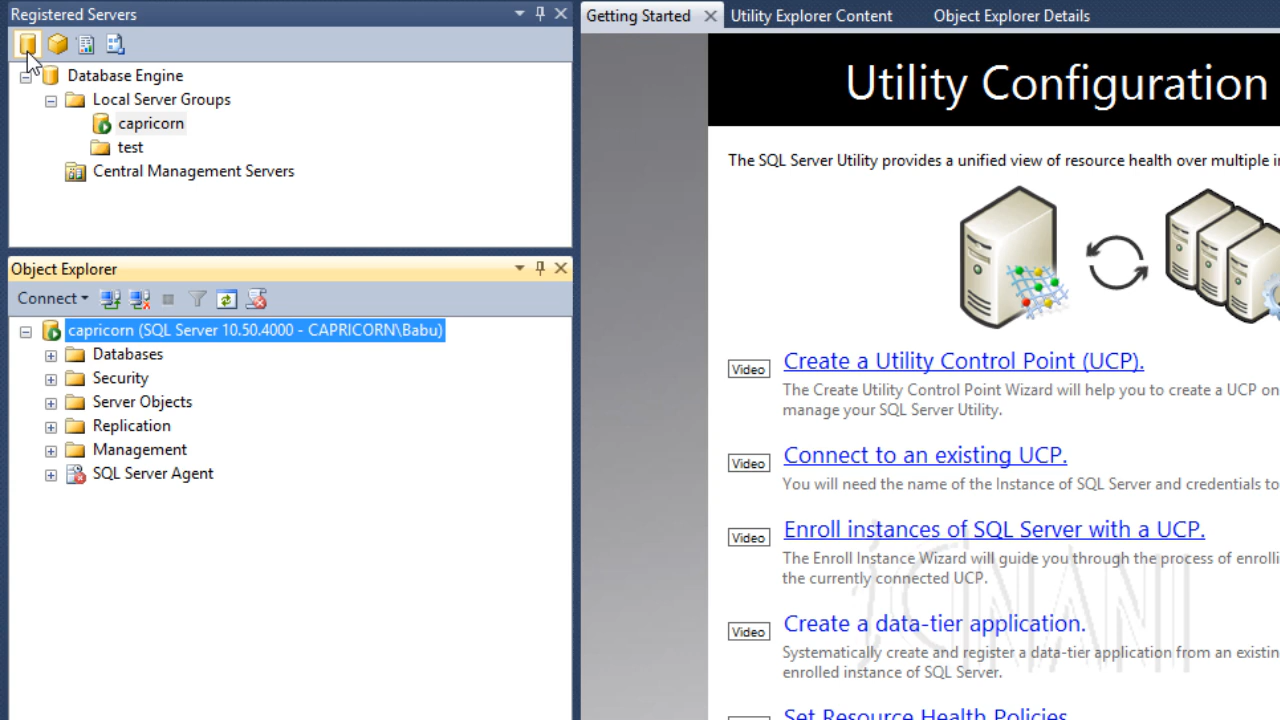 Registered Servers
Database Engine
Local Server Groups
capricorn
test
Central Management Servers
Object Explorer
Connect
capricorn (SQL Server 10.50.4000 - CAPRICORN\Babu)
Databases
Security
Server Objects
Replication
Management
SQL Server Agent
Getting Started
Utility Explorer Content
Object Explorer Details
Utility Configuration
The SQL Server Utility provides a unified view of resource health over multiple
Video
Create a Utility Control Point (UCP).
The Create Utility Control Point Wizard will help you to create a UCP on
manage your SQL Server Utility.
Video
Connect to an existing UCP.
You will need the name of the Instance of SQL Server and credentials to
Video
Enroll instances of SQL Server with a UCP.
The Enroll Instance Wizard will guide you through the process of
the currently connected UCP.
Video
Create a data-tier application.
Systematically create and register a data-tier application from an
enrolled instance of SQL Server.
Set Resource Health Policies